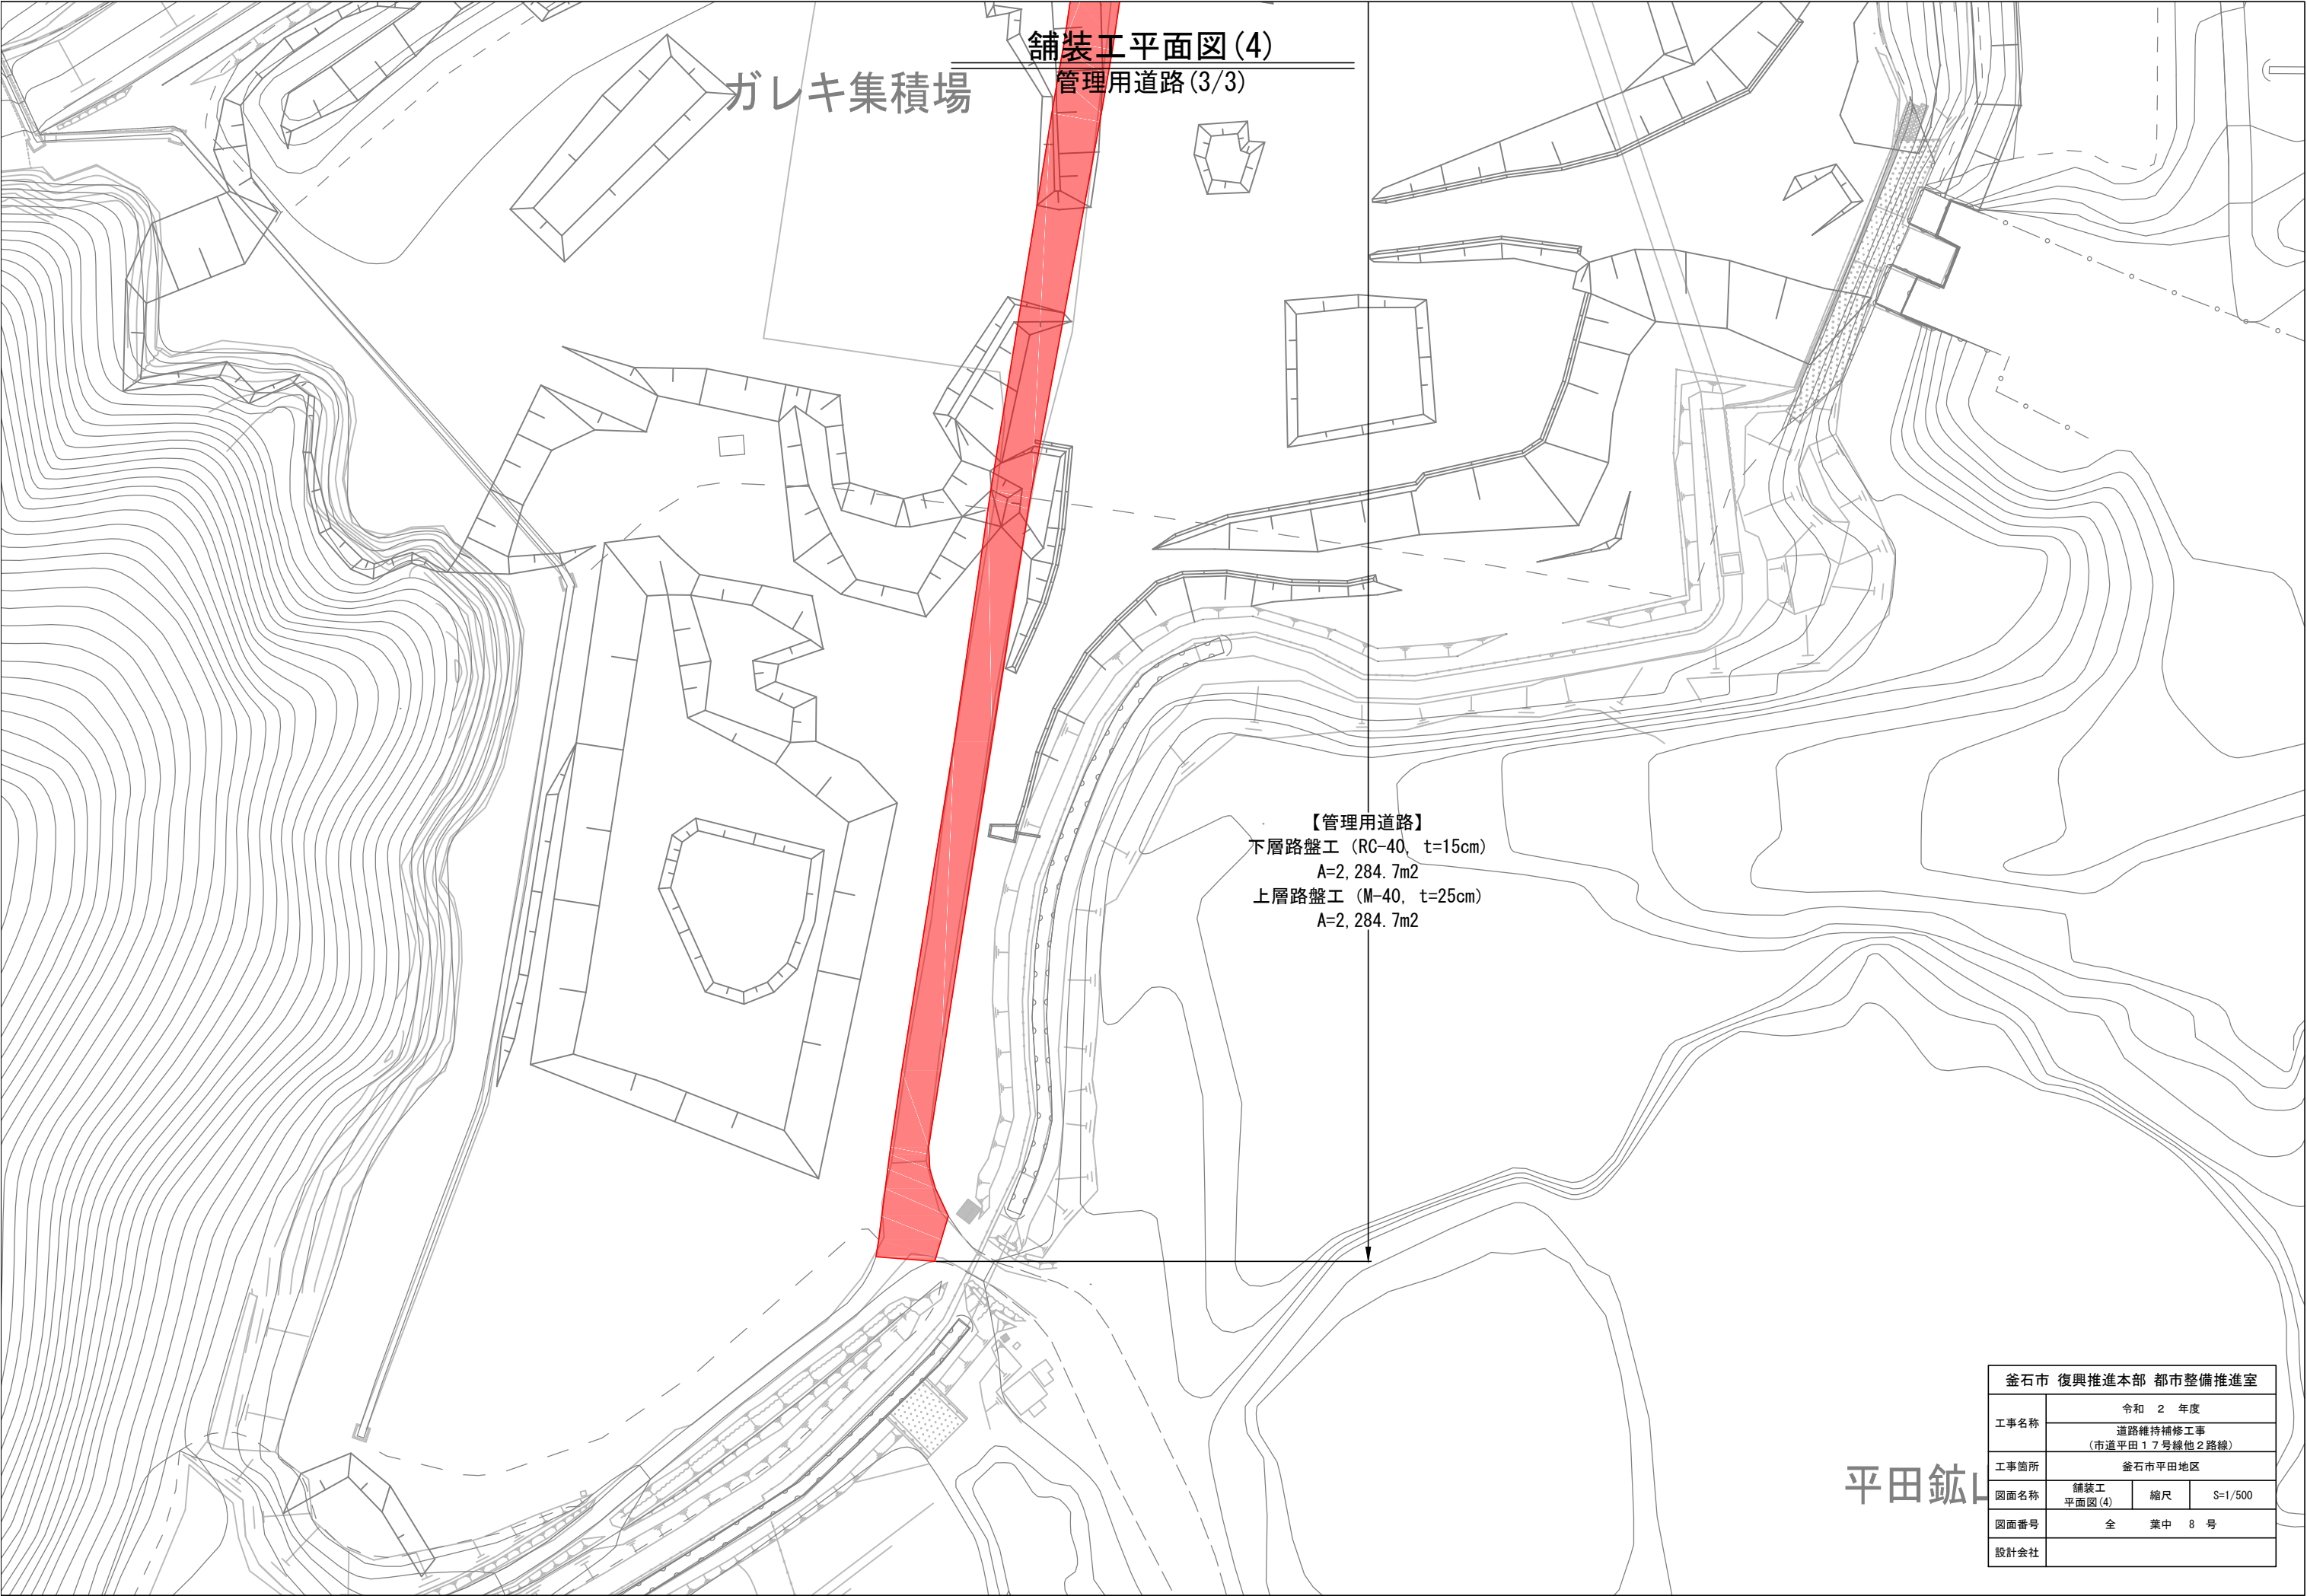 舗装工平面図(4)
管理用道路(3/3)
ガレキ集積場
【管理用道路】
下層路盤工 (RC-40, t=15cm)
A=2,284.7m2
上層路盤工 (M-40, t=25cm)
A=2,284.7m2
平田鉱
釜石市 復興推進本部 都市整備推進室
工事名称 令和 2 年度
道路維持補修工事
(市道平田17号線他2路線)
工事箇所 釜石市平田地区
図面名称 舗装工 平面図(4) 縮尺 S=1/500
図面番号 全 葉中 8 号
設計会社